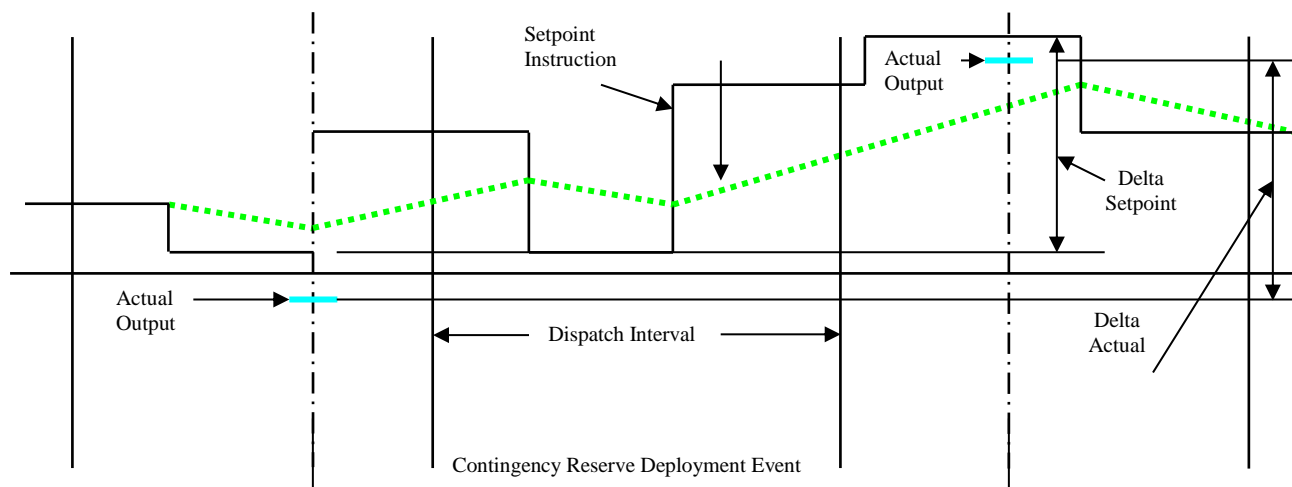 Setpoint
Instruction
Actual
Output
Delta
Setpoint
Actual
Output
Dispatch Interval
Delta
Actual
Contingency Reserve Deployment Event